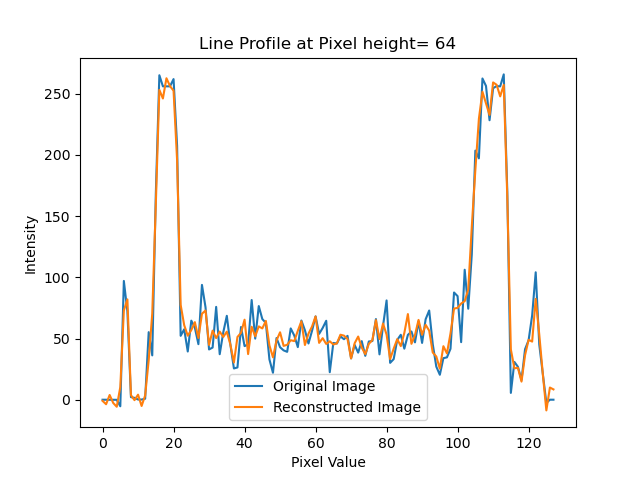 Line Profile at Pixel height= 64
Intensity
250
200
150
100
50
0
Original Image
Reconstructed Image
0 20 40 60 80 100 120
Pixel Value